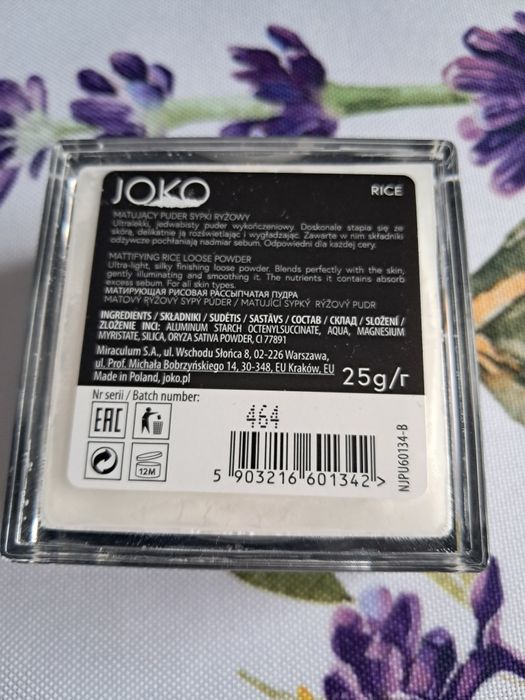 JOKO
RICE
MATUJĄCY PUDER SYPKI RYŻOWY
Ultralekki, jedwabisty puder wykończeniowy. Doskonale stapia się ze
skórą, delikatnie ją rozświetlając i wygładzając. Zawarte w nim składniki
odżywcze pochłaniają nadmiar sebum. Odpowiedni dla każdej cery.
MATTIFYING RICE LOOSE POWDER
Ultra-light, silky finishing loose powder. Blends perfectly with the skin,
gently illuminating and smoothing it. The nutrients it contains absorb
excess sebum. For all skin types.
МАТИРУЮЩАЯ РИСОВАЯ РАССЫПЧАТАЯ ПУДРА
MATOVÝ RÝŽOVÝ SYPÝ PÚDER / MATUJÍCÍ SYPKÝ RÝŽOVÝ PUDR
INGREDIENTS / SKŁADNIKI / SUDĖTIS / SASTĀVS / СОСТАВ / СКЛАД / SLOŽENÍ /
ZLOŽENIE INCI: ALUMINUM STARCH OCTENYLSUCCINATE, AQUA, MAGNESIUM
MYRISTATE, SILICA, ORYZA SATIVA POWDER, CI 77891
Miraculum S.A., ul. Wschodu Słońca 8, 02-226 Warszawa,
ul. Prof. Michała Bobrzyńskiego 14, 30-348, EU Kraków, EU
Made in Poland, joko.pl
25g/г
Nr serii / Batch number:
464
EAC
12M
5 903216 601342 >
NJPU60134-B